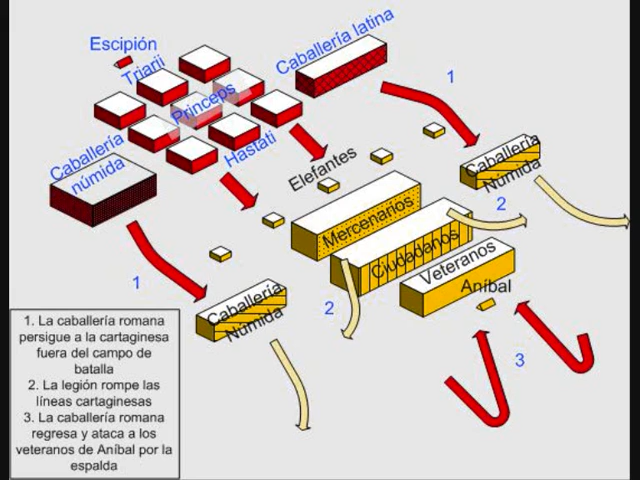 Escipión
Triarii
Princeps
Hastati
Caballería latina
Caballería
númida
1
Elefantes
Caballería
Númida
Mercenarios
Ciudadanos
Veteranos
Aníbal
2
1
Caballería
Númida
2
3
1. La caballería romana
persigue a la cartaginesa
fuera del campo de
batalla
2. La legión rompe las
líneas cartaginesas
3. La caballería romana
regresa y ataca a los
veteranos de Aníbal por la
espalda